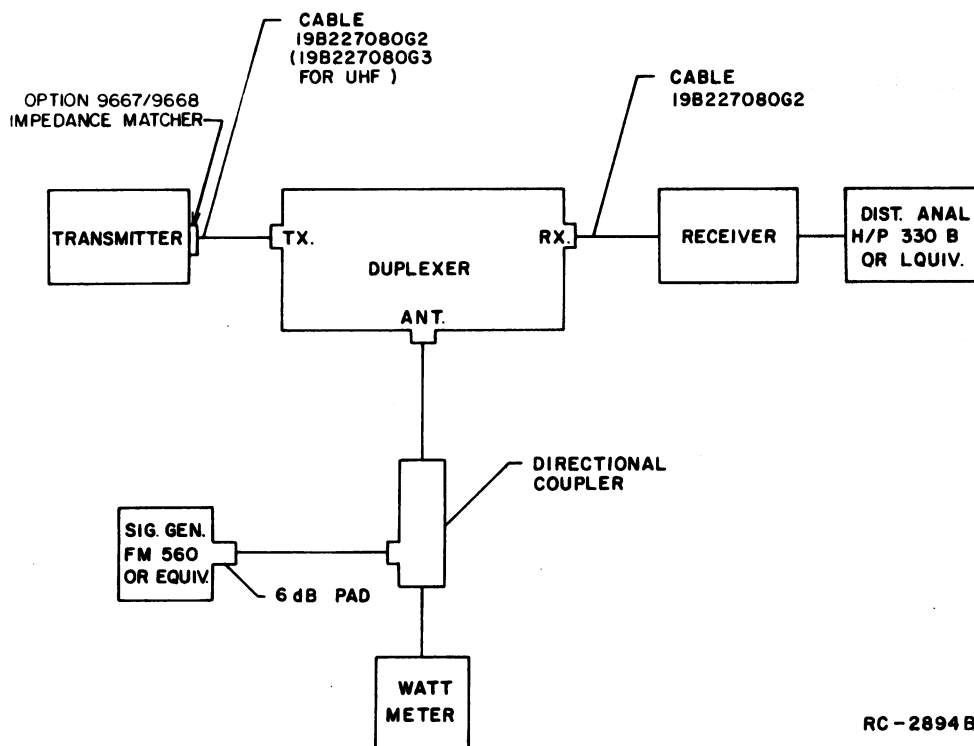 CABLE
19B227080G2
(19B227080G3
FOR UHF )
CABLE
19B227080G2
OPTION 9667/9668
IMPEDANCE MATCHER
TRANSMITTER
TX.
RX.
DUPLEXER
ANT.
RECEIVER
DIST. ANAL
H/P 330 B
OR LQUIV.
DIRECTIONAL
COUPLER
SIG. GEN.
FM 560
OR EQUIV.
6 dB PAD
WATT
METER
RC-2894B